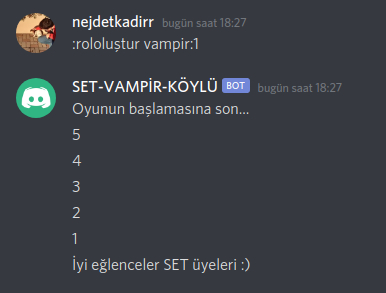 nejdetkadirr bugün saat 18:27
:rololuştur vampir:1
SET-VAMPİR-KÖYLÜ BOT bugün saat 18:27
Oyunun başlamasına son...
5
4
3
2
1
İyi eğlenceler SET üyeleri :)